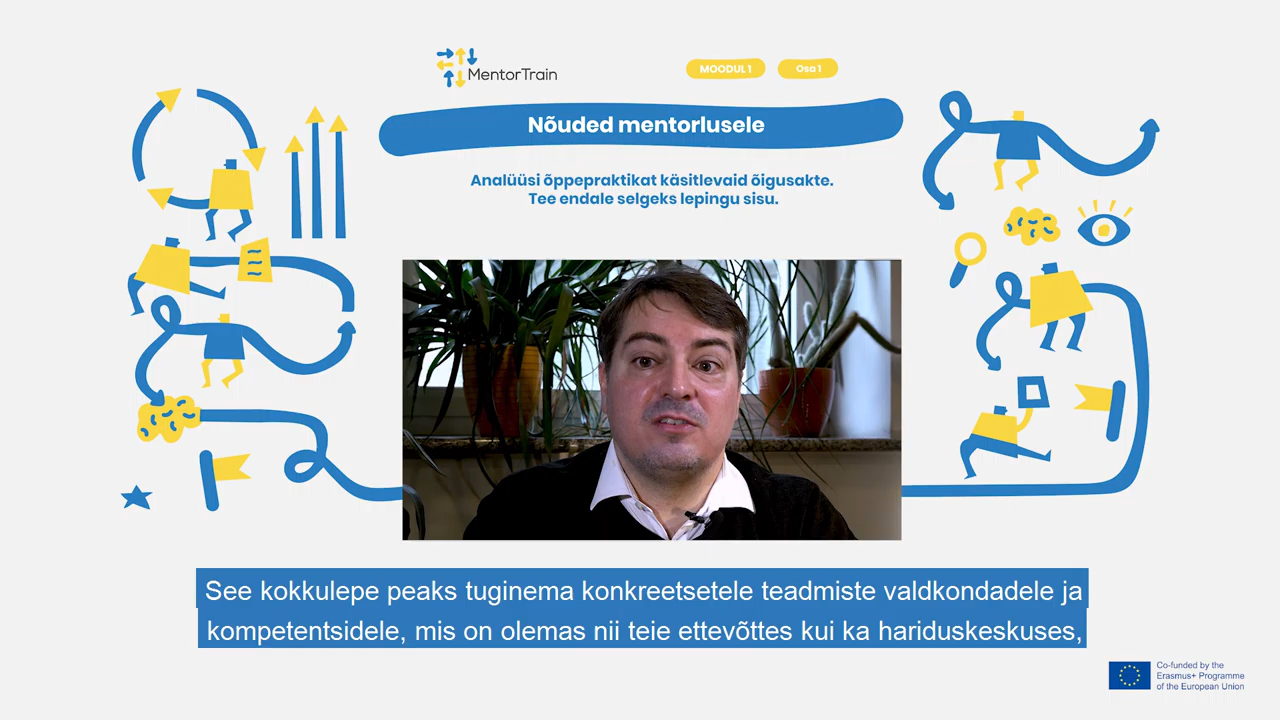 MentorTrain
MOODUL 1
Osa 1
Nõuded mentorlusele
Analüüsi õppepraktikat käsitlevaid õigusakte.
Tee endale selgeks lepingu sisu.
See kokkulepe peaks tuginema konkreetsetele teadmiste valdkondadele ja
kompetentsidele, mis on olemas nii teie ettevõttes kui ka hariduskeskuses,
Co-funded by the
Erasmus+ Programme
of the European Union